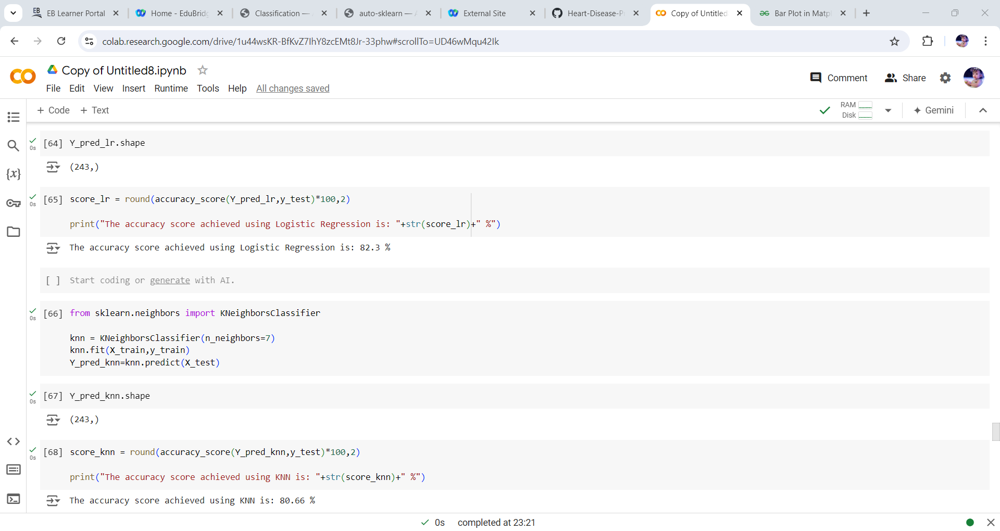 EB Learner Portal
Home - EduBridg
Classification —
auto-sklearn —
External Site
Heart-Disease-P
Copy of Untitled
Bar Plot in Matp
colab.research.google.com/drive/1u44wsKR-BfKvZ7IhY8zcEMt8Jr-33phw#scrollTo=UD46wMqu42Ik
Copy of Untitled8.ipynb
Comment
Share
File Edit View Insert Runtime Tools Help All changes saved
+ Code + Text
RAM
Disk
Gemini
0s
[64] Y_pred_lr.shape
(243,)
0s
[65] score_lr = round(accuracy_score(Y_pred_lr,y_test)*100,2)
print("The accuracy score achieved using Logistic Regression is: "+str(score_lr)+" %")
The accuracy score achieved using Logistic Regression is: 82.3 %
[ ] Start coding or generate with AI.
0s
[66] from sklearn.neighbors import KNeighborsClassifier
knn = KNeighborsClassifier(n_neighbors=7)
knn.fit(X_train,y_train)
Y_pred_knn=knn.predict(X_test)
0s
[67] Y_pred_knn.shape
(243,)
0s
[68] score_knn = round(accuracy_score(Y_pred_knn,y_test)*100,2)
print("The accuracy score achieved using KNN is: "+str(score_knn)+" %")
The accuracy score achieved using KNN is: 80.66 %
0s completed at 23:21